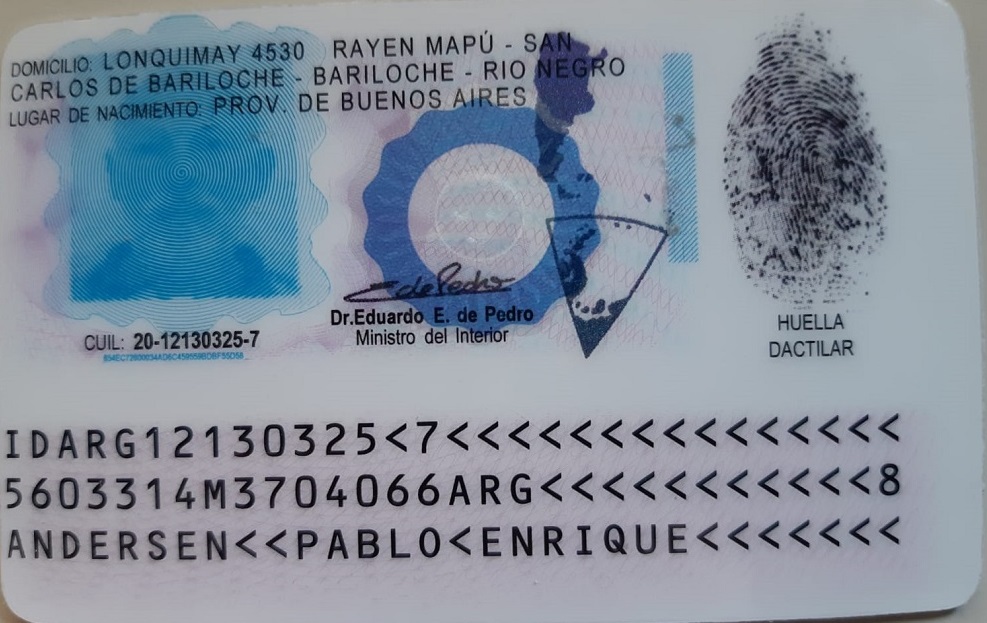 DOMICILIO: LONQUIMAY 4530 RAYEN MAPÚ - SAN
CARLOS DE BARILOCHE - BARILOCHE - RIO NEGRO
LUGAR DE NACIMIENTO: PROV. DE BUENOS AIRES
Dr.Eduardo E. de Pedro
Ministro del Interior
CUIL: 20-12130325-7
HUELLA
DACTILAR
IDARG12130325<7<<<<<<<<<<<<<<<
5603314M3704066ARG<<<<<<<<<<<8
ANDERSEN<<PABLO<ENRIQUE<<<<<<<